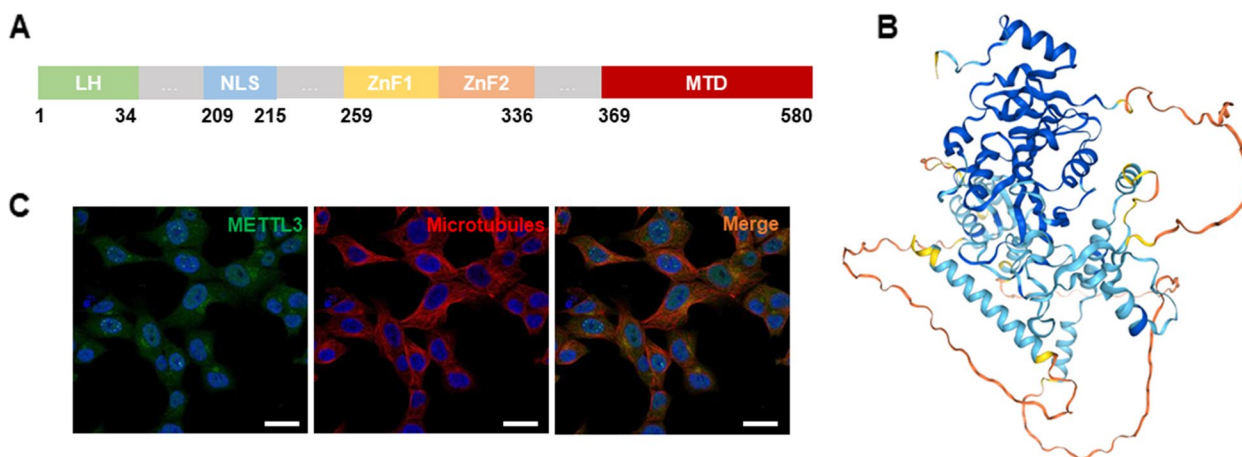 A
LH ... NLS ... ZnF1 ZnF2 ... MTD
1 34 209 215 259 336 369 580
B
C
METTL3 Microtubules Merge